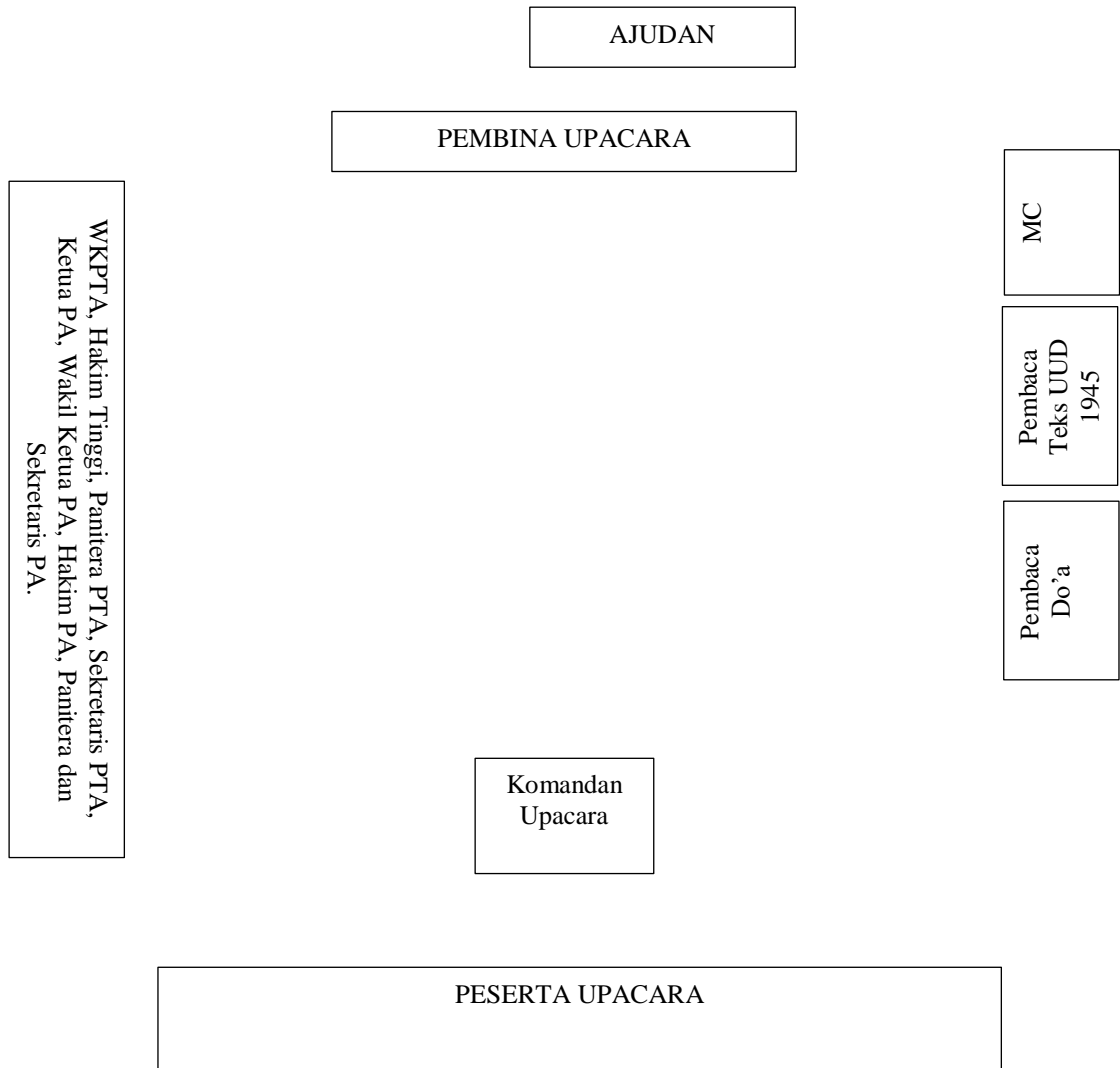 AJUDAN
PEMBINA UPACARA
WKPTA, Hakim Tinggi, Panitera PTA, Sekretaris PTA,
Ketua PA, Wakil Ketua PA, Hakim PA, Panitera dan
Sekretaris PA.
MC
Pembaca
Teks UUD
1945
Pembaca
Do’a
Komandan
Upacara
PESERTA UPACARA